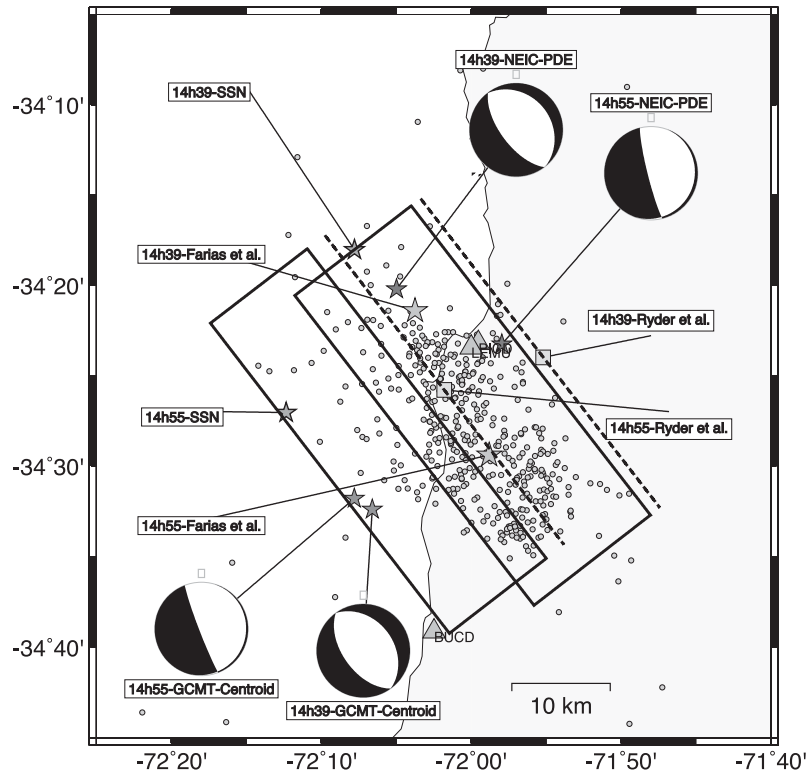 14h39-NEIC-PDE
14h39-SSN
14h55-NEIC-PDE
-34°10'
14h39-Farias et al.
-34°20'
14h39-Ryder et al.
LEMU
14h55-SSN
14h55-Ryder et al.
-34°30'
14h55-Farias et al.
-34°40'
BUCD
14h55-GCMT-Centroid
14h39-GCMT-Centroid
10 km
-72°20'
-72°10'
-72°00'
-71°50'
-71°40'